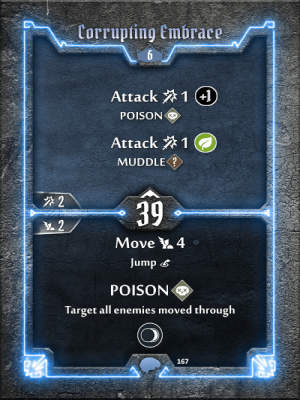 Corrupting Embrace
6
Attack 1 +1
POISON
Attack 1
MUDDLE ?
2
39
2
Move 4
Jump
POISON
Target all enemies moved through
167